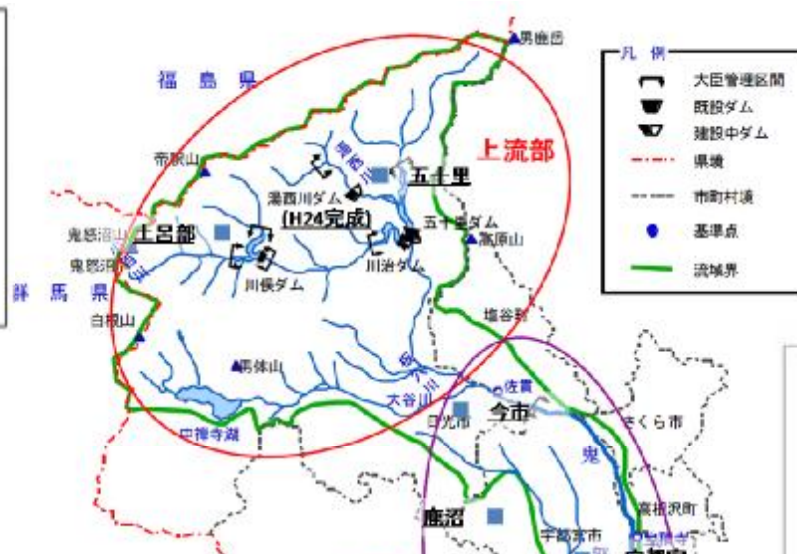 男鹿岳
凡例
福島県
大臣管理区間
既設ダム
建設中ダム
県境
市町村境
基準点
流域界
上流部
帝釈山
五十里
湯西川ダム
(H24完成)
五十里ダム
鬼怒沼山
土呂部
高原山
鬼怒沼
川治ダム
川俣ダム
群馬県
白根山
塩谷町
男体山
大谷川
佐貫
今市
日光市
さくら市
中禅寺湖
鬼
高根沢町
鹿沼
宇都宮市